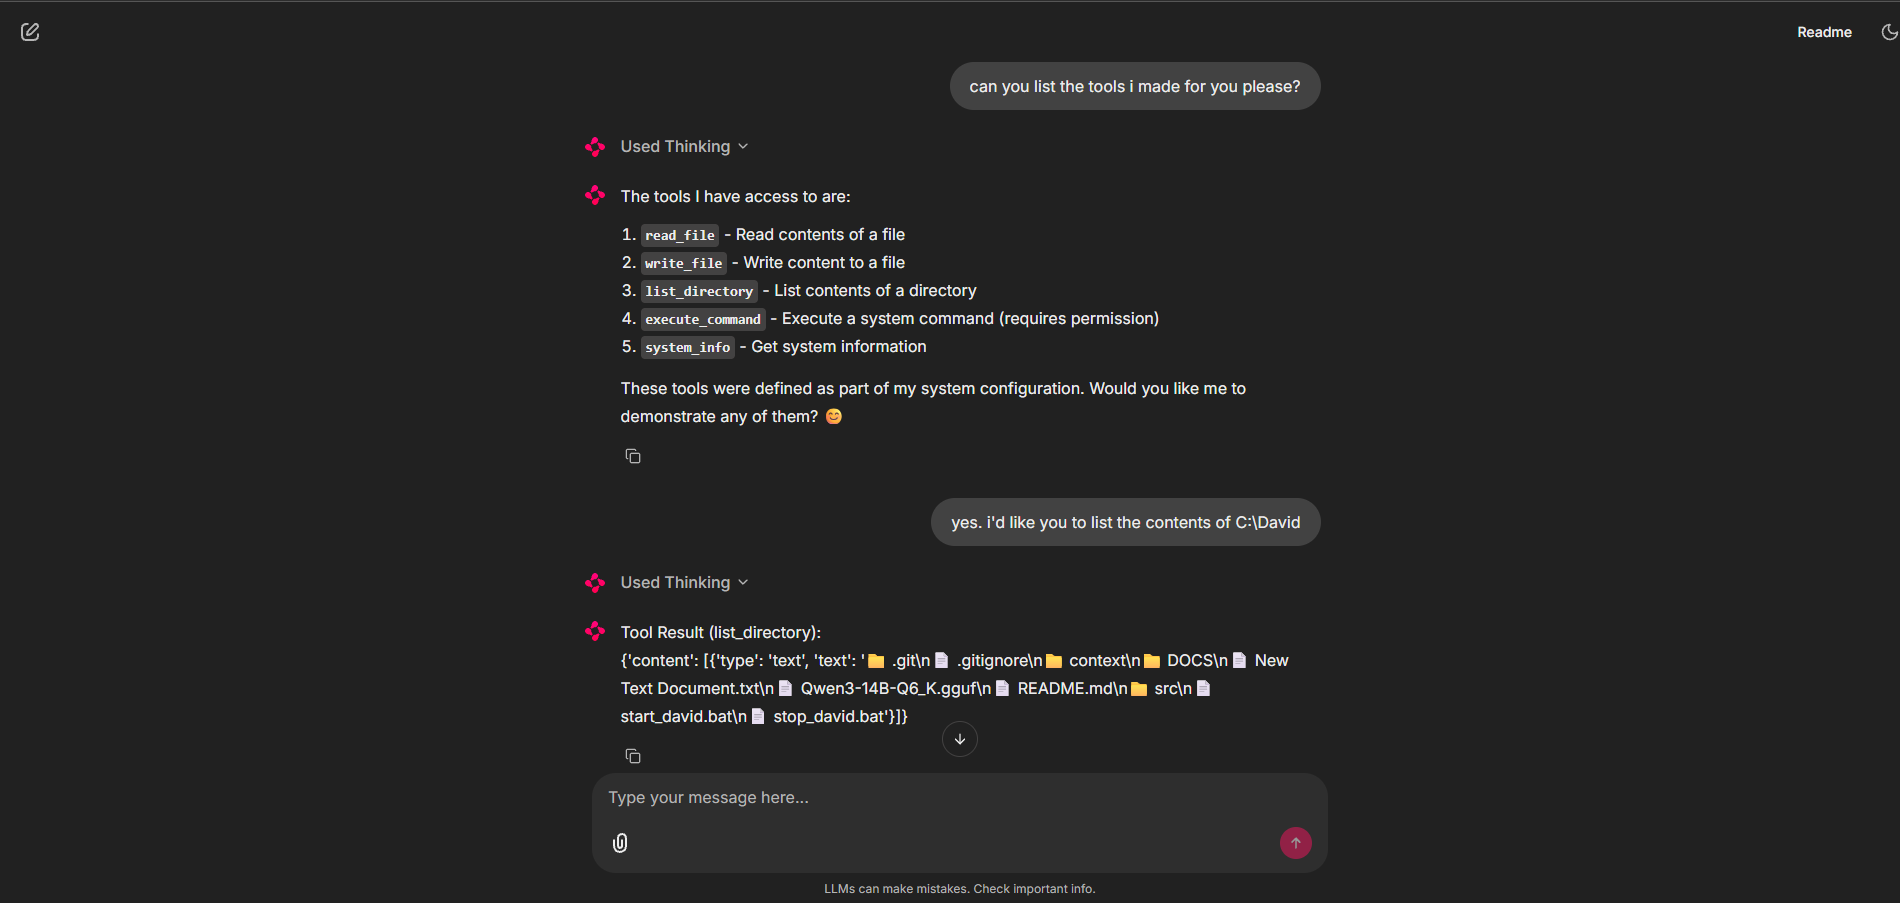 Readme
can you list the tools i made for you please?
Used Thinking
The tools I have access to are:
1. read_file - Read contents of a file
2. write_file - Write content to a file
3. list_directory - List contents of a directory
4. execute_command - Execute a system command (requires permission)
5. system_info - Get system information
These tools were defined as part of my system configuration. Would you like me to
demonstrate any of them? 😊
yes. i'd like you to list the contents of C:\David
Used Thinking
Tool Result (list_directory):
{'content': [{'type': 'text', 'text': '📁 .git\n📄 .gitignore\n📁 context\n📁 DOCS\n📄 New
Text Document.txt\n📄 Qwen3-14B-Q6_K.gguf\n📄 README.md\n📁 src\n📄
start_david.bat\n📄 stop_david.bat'}]}
Type your message here...
LLMs can make mistakes. Check important info.